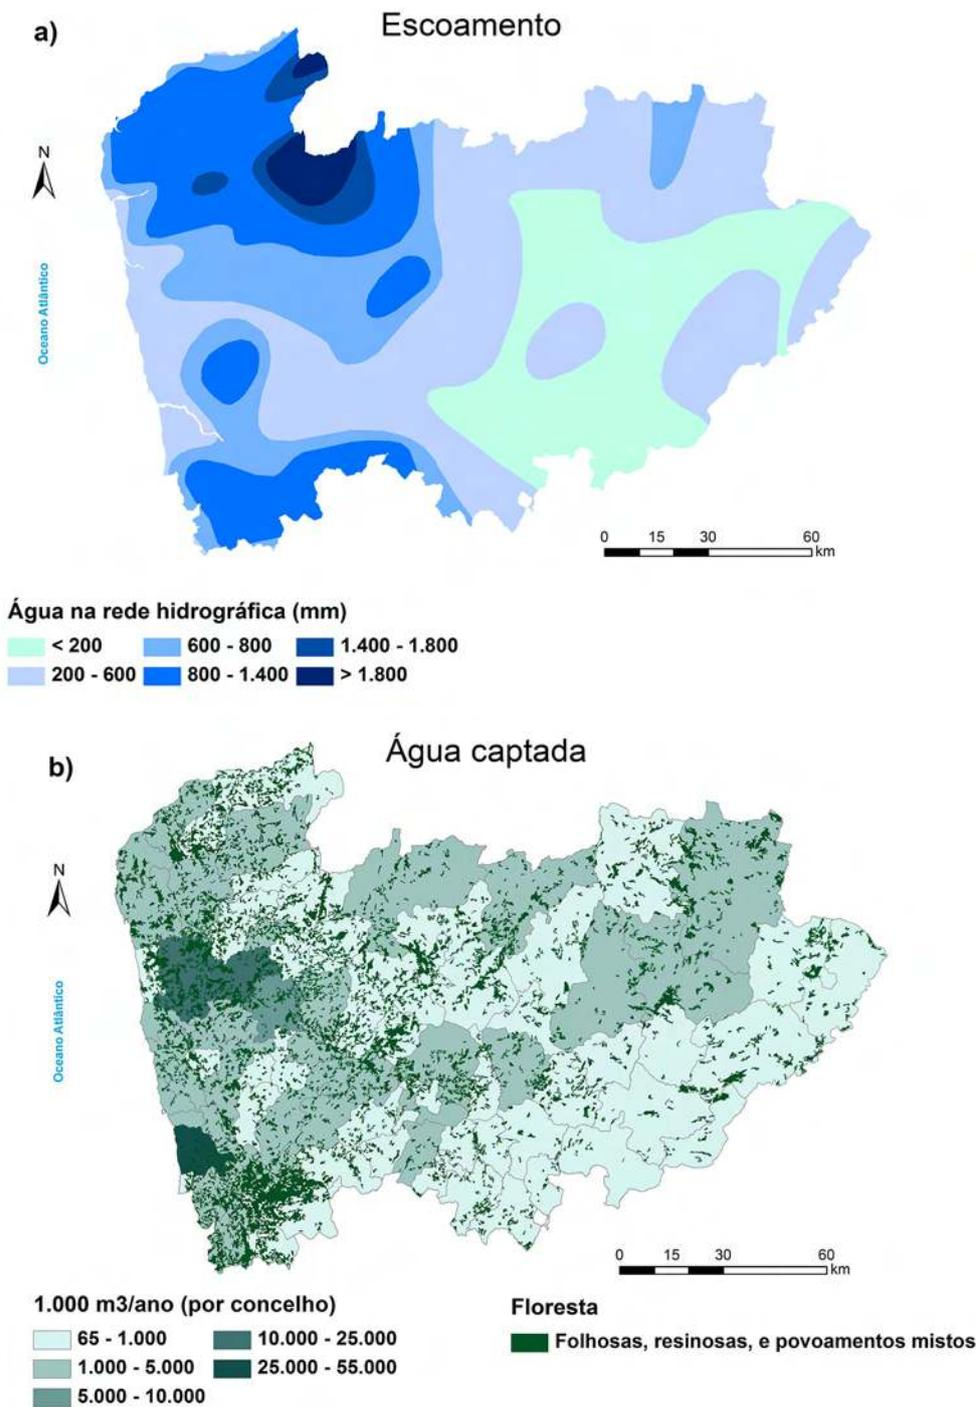 a)
Escoamento
N
Oceano Atlântico
0 15 30 60
km
Água na rede hidrográfica (mm)
< 200 600 - 800 1.400 - 1.800
200 - 600 800 - 1.400 > 1.800
b)
Água captada
N
Oceano Atlântico
0 15 30 60
km
1.000 m3/ano (por concelho)
65 - 1.000 10.000 - 25.000
1.000 - 5.000 25.000 - 55.000
5.000 - 10.000
Floresta
Folhosas, resinosas, e povoamentos mistos